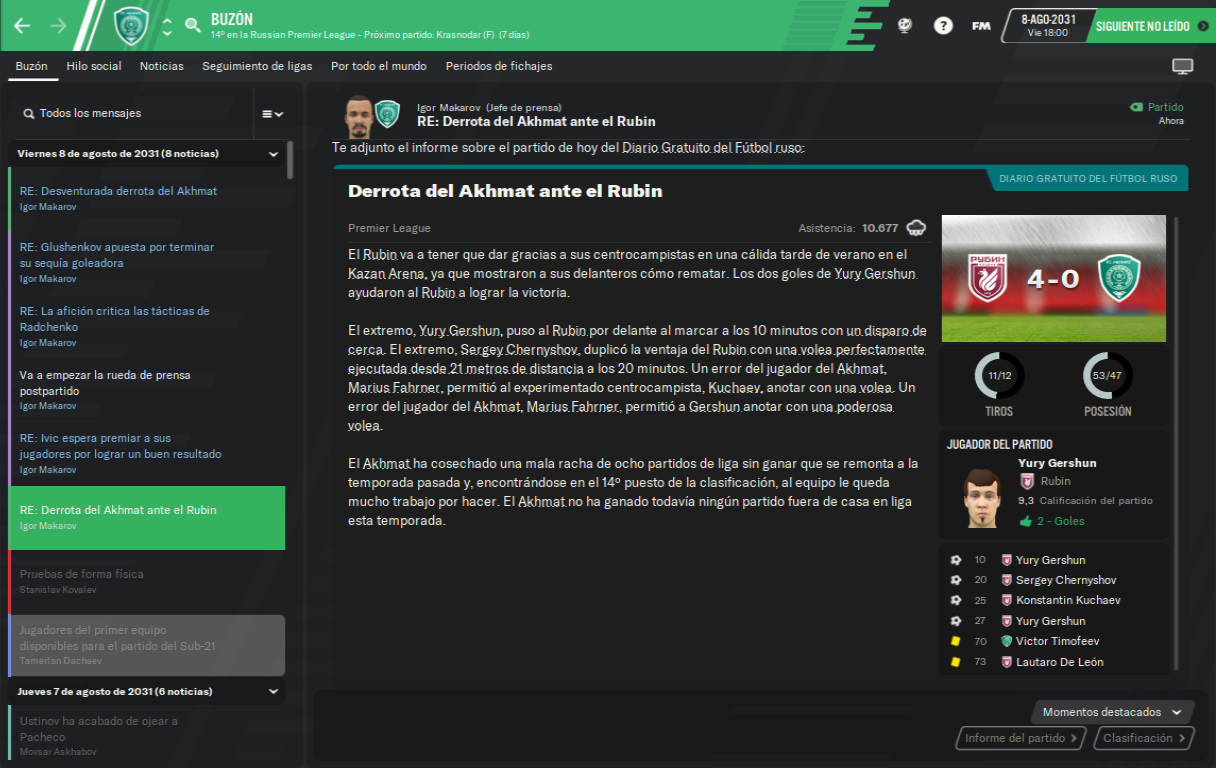 BUZÓN
14º en la Russian Premier League - Próximo partido: Krasnodar (F) (7 días)
FM
8-AGO-2031
Vie 18:00
SIGUIENTE NO LEÍDO
Buzón
Hilo social
Noticias
Seguimiento de ligas
Por todo el mundo
Periodos de fichajes
Todos los mensajes
Viernes 8 de agosto de 2031 (8 noticias)
RE: Desventurada derrota del Akhmat
Igor Makarov
RE: Glushenkov apuesta por terminar
su sequía goleadora
Igor Makarov
RE: La afición critica las tácticas de
Radchenko
Igor Makarov
Va a empezar la rueda de prensa
postpartido
Igor Makarov
RE: Ivic espera premiar a sus
jugadores por lograr un buen resultado
Igor Makarov
RE: Derrota del Akhmat ante el Rubin
Igor Makarov
Pruebas de forma física
Stanislav Kovalev
Jugadores del primer equipo
disponibles para el partido del Sub-21
Tamerlan Dachaev
Jueves 7 de agosto de 2031 (6 noticias)
Ustinov ha acabado de ojear a
Pacheco
Movsar Askhabov
Igor Makarov (Jefe de prensa)
RE: Derrota del Akhmat ante el Rubin
Partido
Ahora
Te adjunto el informe sobre el partido de hoy del Diario Gratuito del Fútbol ruso:
DIARIO GRATUITO DEL FÚTBOL RUSO
Derrota del Akhmat ante el Rubin
Premier League
Asistencia: 10.677
El Rubin va a tener que dar gracias a sus centrocampistas en una cálida tarde de verano en el
Kazan Arena, ya que mostraron a sus delanteros cómo rematar. Los dos goles de Yury Gershun
ayudaron al Rubin a lograr la victoria.
El extremo, Yury Gershun, puso al Rubin por delante al marcar a los 10 minutos con un disparo de
cerca. El extremo, Sergey Chernyshov, duplicó la ventaja del Rubin con una volea perfectamente
ejecutada desde 21 metros de distancia a los 20 minutos. Un error del jugador del Akhmat,
Marius Fahrner, permitió al experimentado centrocampista, Kuchaev, anotar con una volea. Un
error del jugador del Akhmat, Marius Fahrner, permitió a Gershun anotar con una poderosa
volea.
El Akhmat ha cosechado una mala racha de ocho partidos de liga sin ganar que se remonta a la
temporada pasada y, encontrándose en el 14º puesto de la clasificación, al equipo le queda
mucho trabajo por hacer. El Akhmat no ha ganado todavía ningún partido fuera de casa en liga
esta temporada.
РУБИН
4-0
11/12
TIROS
53/47
POSESIÓN
JUGADOR DEL PARTIDO
Yury Gershun
Rubin
9,3 Calificación del partido
2 - Goles
10 Yury Gershun
20 Sergey Chernyshov
25 Konstantin Kuchaev
27 Yury Gershun
70 Victor Timofeev
73 Lautaro De León
Momentos destacados
Informe del partido
Clasificación